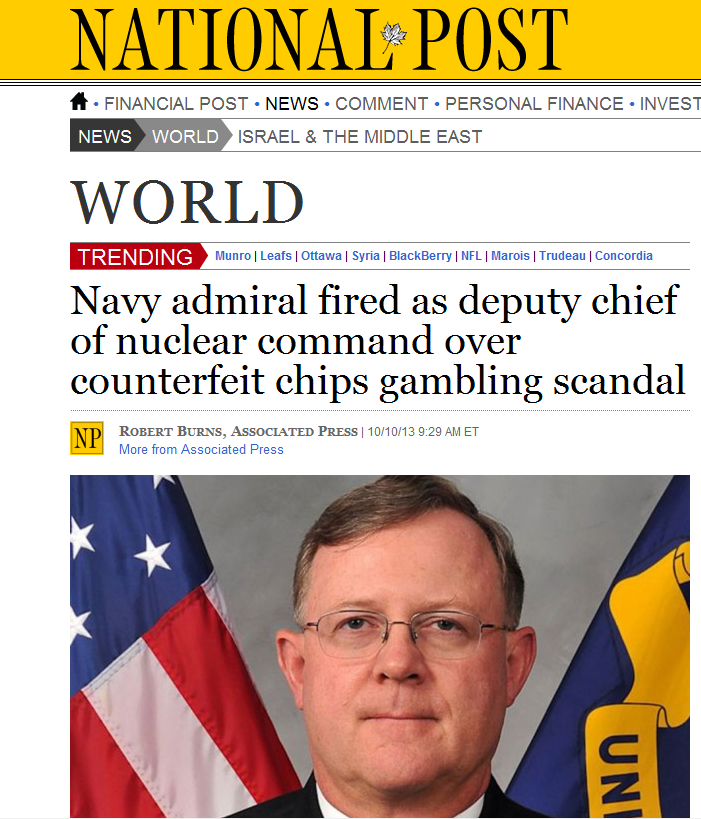 NATIONAL POST
• FINANCIAL POST • NEWS • COMMENT • PERSONAL FINANCE • INVEST
NEWS WORLD ISRAEL & THE MIDDLE EAST
WORLD
TRENDING Munro | Leafs | Ottawa | Syria | BlackBerry | NFL | Marois | Trudeau | Concordia
Navy admiral fired as deputy chief
of nuclear command over
counterfeit chips gambling scandal
NP ROBERT BURNS, ASSOCIATED PRESS | 10/10/13 9:29 AM ET
More from Associated Press
UNI